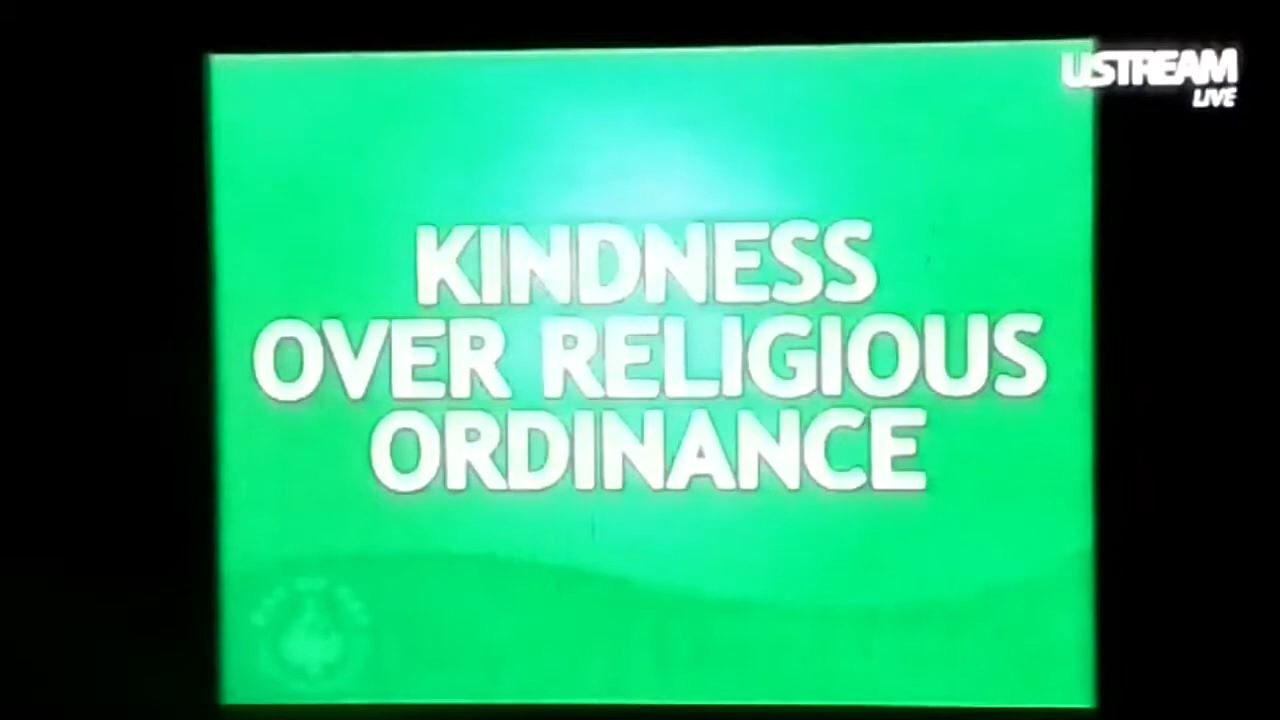 USTREAM
LIVE
KINDNESS
OVER RELIGIOUS
ORDINANCE